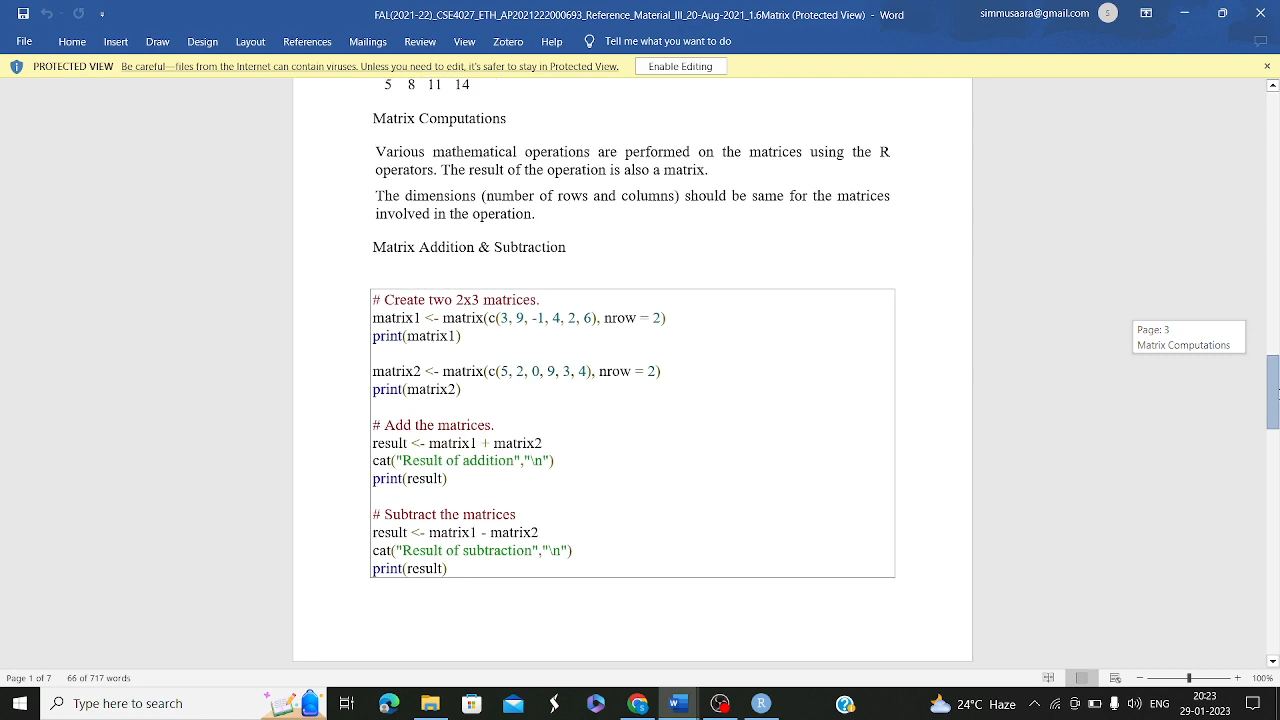 FAL(2021-22_CSE4027_ETH_AP2021222000693_Reference_Material_III_20-Aug-2021_1.6Matrix (Protected View) - Word
simmusaara@gmail.com
S
File Home Insert Draw Design Layout References Mailings Review View Zotero Help Tell me what you want to do
PROTECTED VIEW Be careful—files from the Internet can contain viruses. Unless you need to edit, it's safer to stay in Protected View. Enable Editing
5 8 11 14
Matrix Computations
Various mathematical operations are performed on the matrices using the R
operators. The result of the operation is also a matrix.
The dimensions (number of rows and columns) should be same for the matrices
involved in the operation.
Matrix Addition & Subtraction
# Create two 2x3 matrices.
matrix1 <- matrix(c(3, 9, -1, 4, 2, 6), nrow = 2)
print(matrix1)
matrix2 <- matrix(c(5, 2, 0, 9, 3, 4), nrow = 2)
print(matrix2)
# Add the matrices.
result <- matrix1 + matrix2
cat("Result of addition","\n")
print(result)
# Subtract the matrices
result <- matrix1 - matrix2
cat("Result of subtraction","\n")
print(result)
Page: 3
Matrix Computations
Page 1 of 7 66 of 717 words
100%
Type here to search
24°C Haze
ENG
20:23
29-01-2023